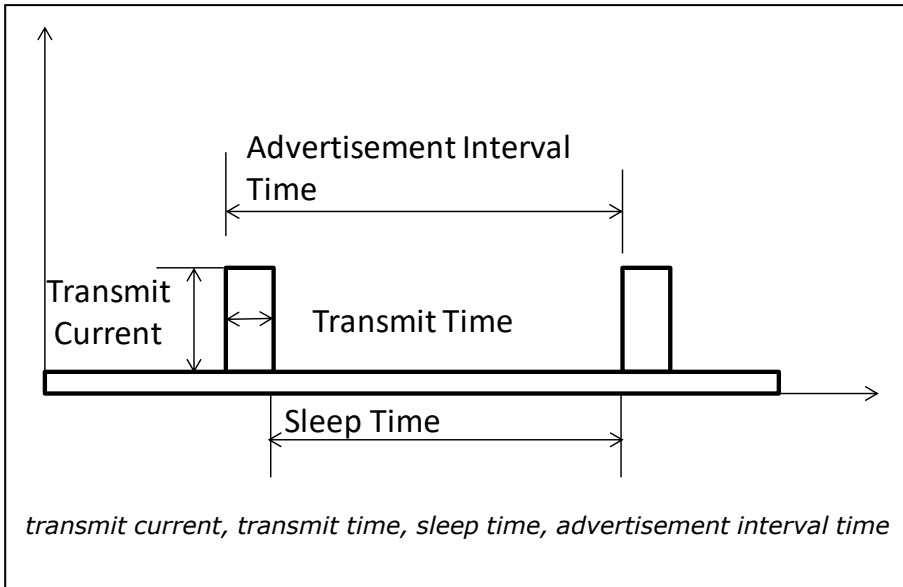 Advertisement Interval
Time
Transmit
Current
Transmit Time
Sleep Time
transmit current, transmit time, sleep time, advertisement interval time